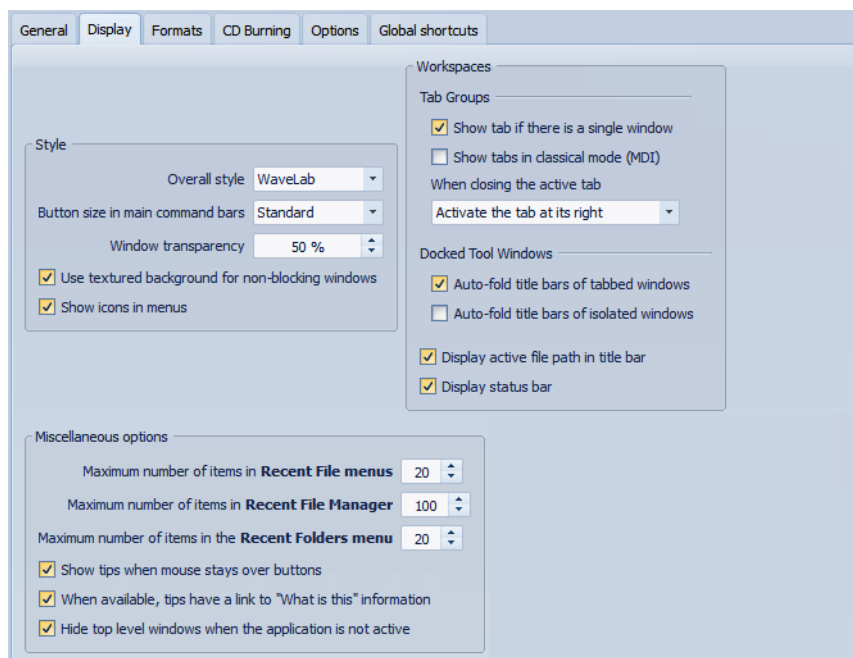 General Display Formats CD Burning Options Global shortcuts
Style
Overall style WaveLab
Button size in main command bars Standard
Window transparency 50 %
Use textured background for non-blocking windows
Show icons in menus
Workspaces
Tab Groups
Show tab if there is a single window
Show tabs in classical mode (MDI)
When closing the active tab
Activate the tab at its right
Docked Tool Windows
Auto-fold title bars of tabbed windows
Auto-fold title bars of isolated windows
Display active file path in title bar
Display status bar
Miscellaneous options
Maximum number of items in Recent File menus 20
Maximum number of items in Recent File Manager 100
Maximum number of items in the Recent Folders menu 20
Show tips when mouse stays over buttons
When available, tips have a link to "What is this" information
Hide top level windows when the application is not active